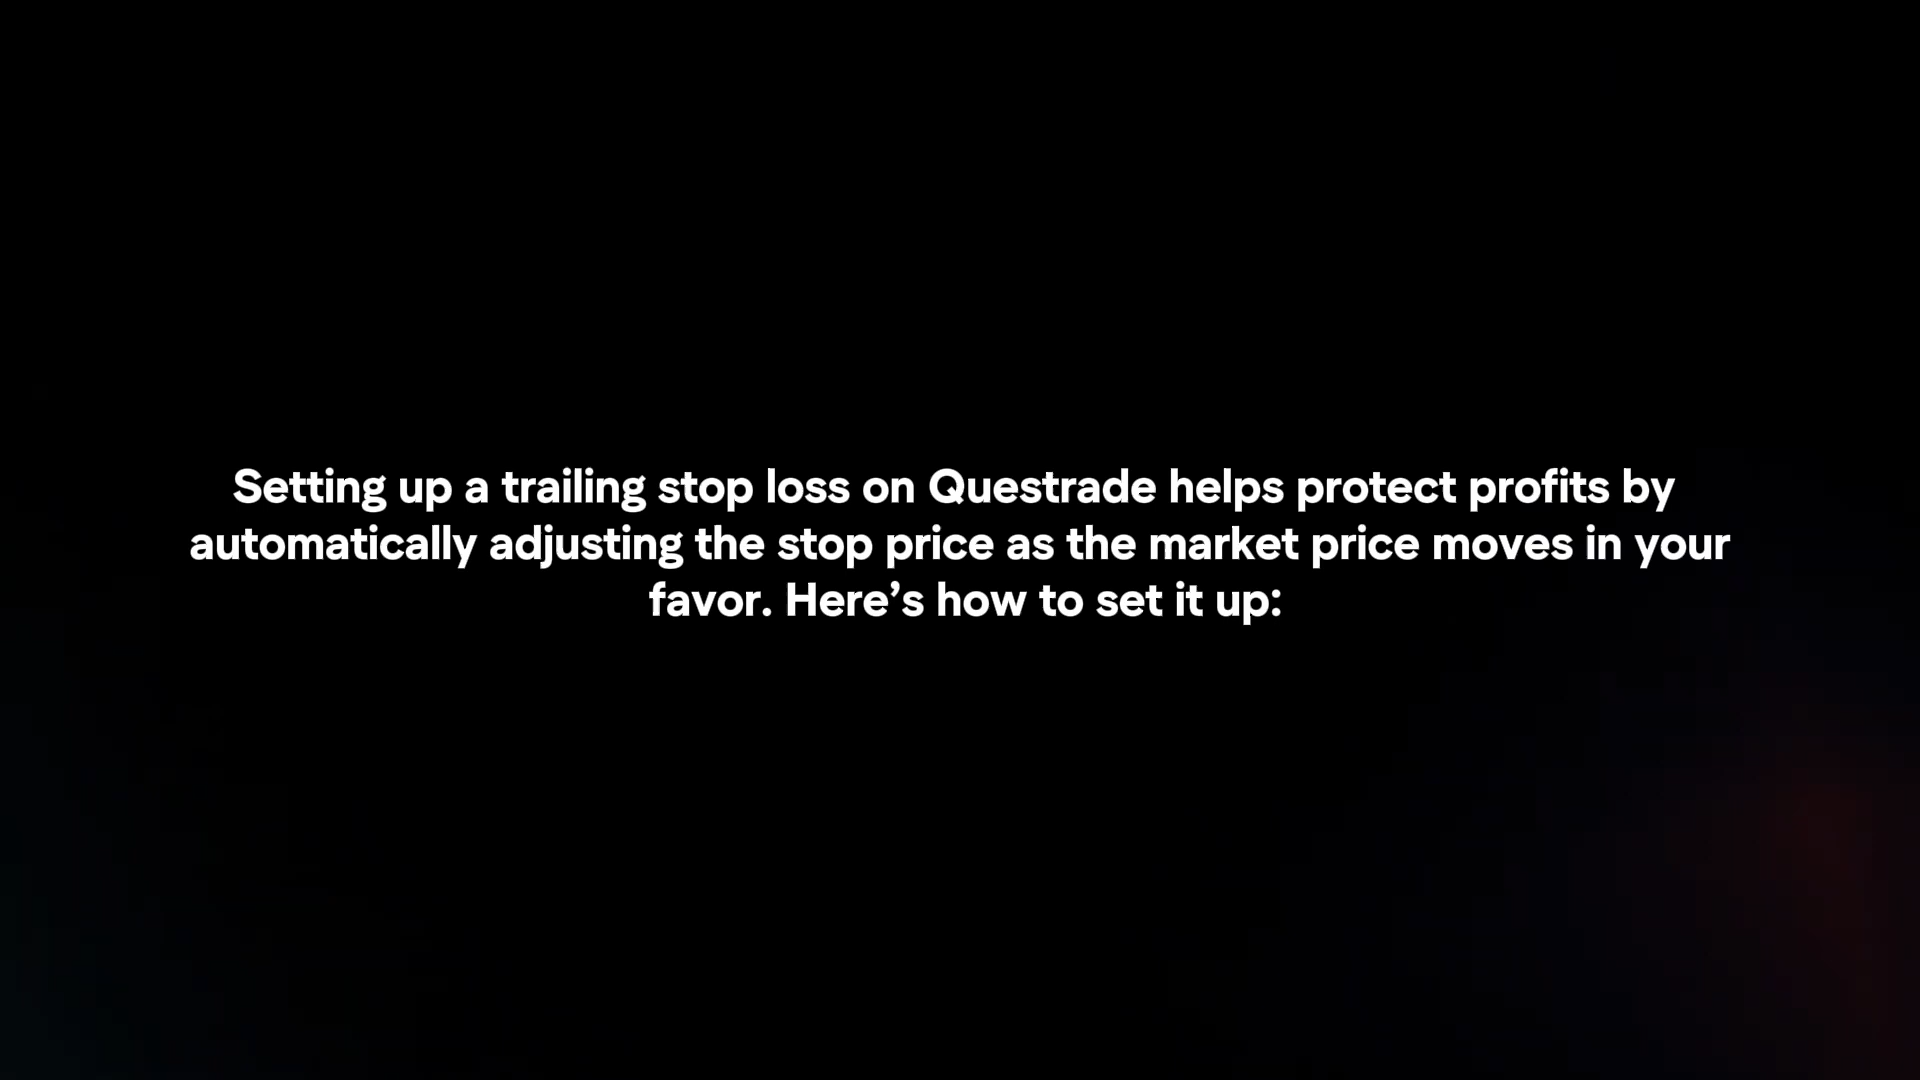 Setting up a trailing stop loss on Questrade helps protect profits by
automatically adjusting the stop price as the market price moves in your
favor. Here’s how to set it up: